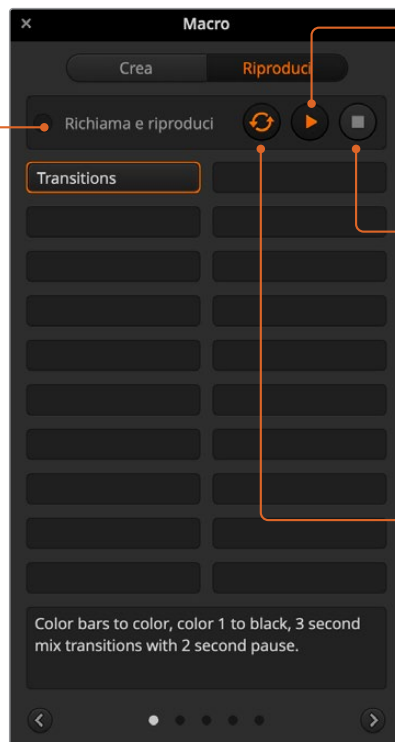 Macro
Crea Riproduci
Richiama e riproduci
Transitions
Color bars to color, color 1 to black, 3 second
mix transitions with 2 second pause.